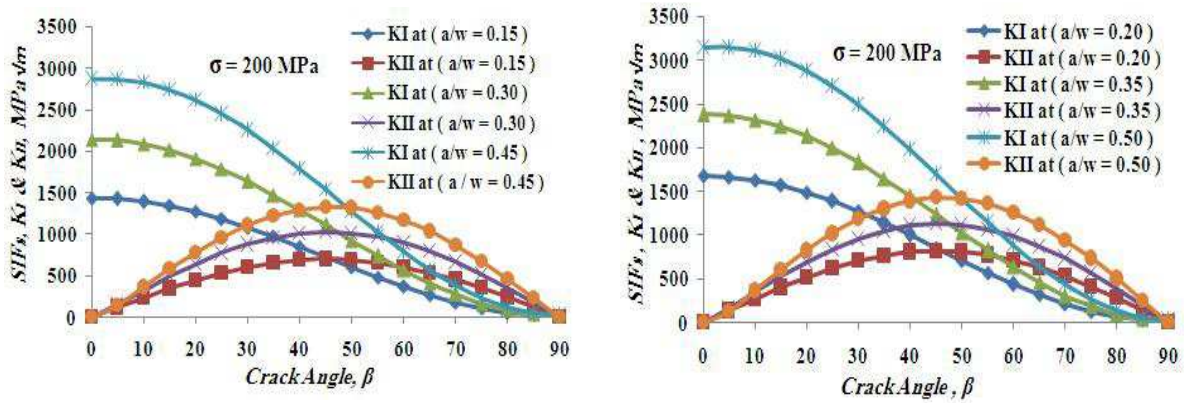 3500
3000
2500
2000
1500
1000
500
0
SIFs, KI & KII, MPa√m
σ = 200 MPa
KI at ( a/w = 0.15 )
KII at ( a/w = 0.15 )
KI at ( a/w = 0.30 )
KII at ( a/w = 0.30 )
KI at ( a/w = 0.45 )
KII at ( a / w = 0.45 )
0 10 20 30 40 50 60 70 80 90
Crack Angle, β
3500
3000
2500
2000
1500
1000
500
0
SIFs, KI & KII, MPa√m
σ = 200 MPa
KI at ( a/w = 0.20 )
KII at ( a/w = 0.20 )
KI at ( a/w = 0.35 )
KII at ( a/w = 0.35 )
KI at ( a/w = 0.50 )
KII at ( a/w = 0.50 )
0 10 20 30 40 50 60 70 80 90
Crack Angle , β